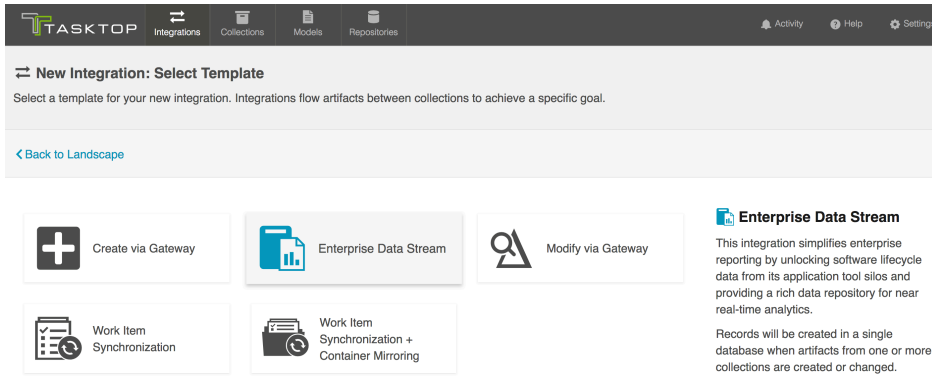 TASKTOP
Integrations
Collections
Models
Repositories
Activity
Help
Settings
New Integration: Select Template
Select a template for your new integration. Integrations flow artifacts between collections to achieve a specific goal.
Back to Landscape
Create via Gateway
Enterprise Data Stream
Modify via Gateway
Work Item
Synchronization
Work Item
Synchronization +
Container Mirroring
Enterprise Data Stream
This integration simplifies enterprise
reporting by unlocking software lifecycle
data from its application tool silos and
providing a rich data repository for near
real-time analytics.
Records will be created in a single
database when artifacts from one or more
collections are created or changed.